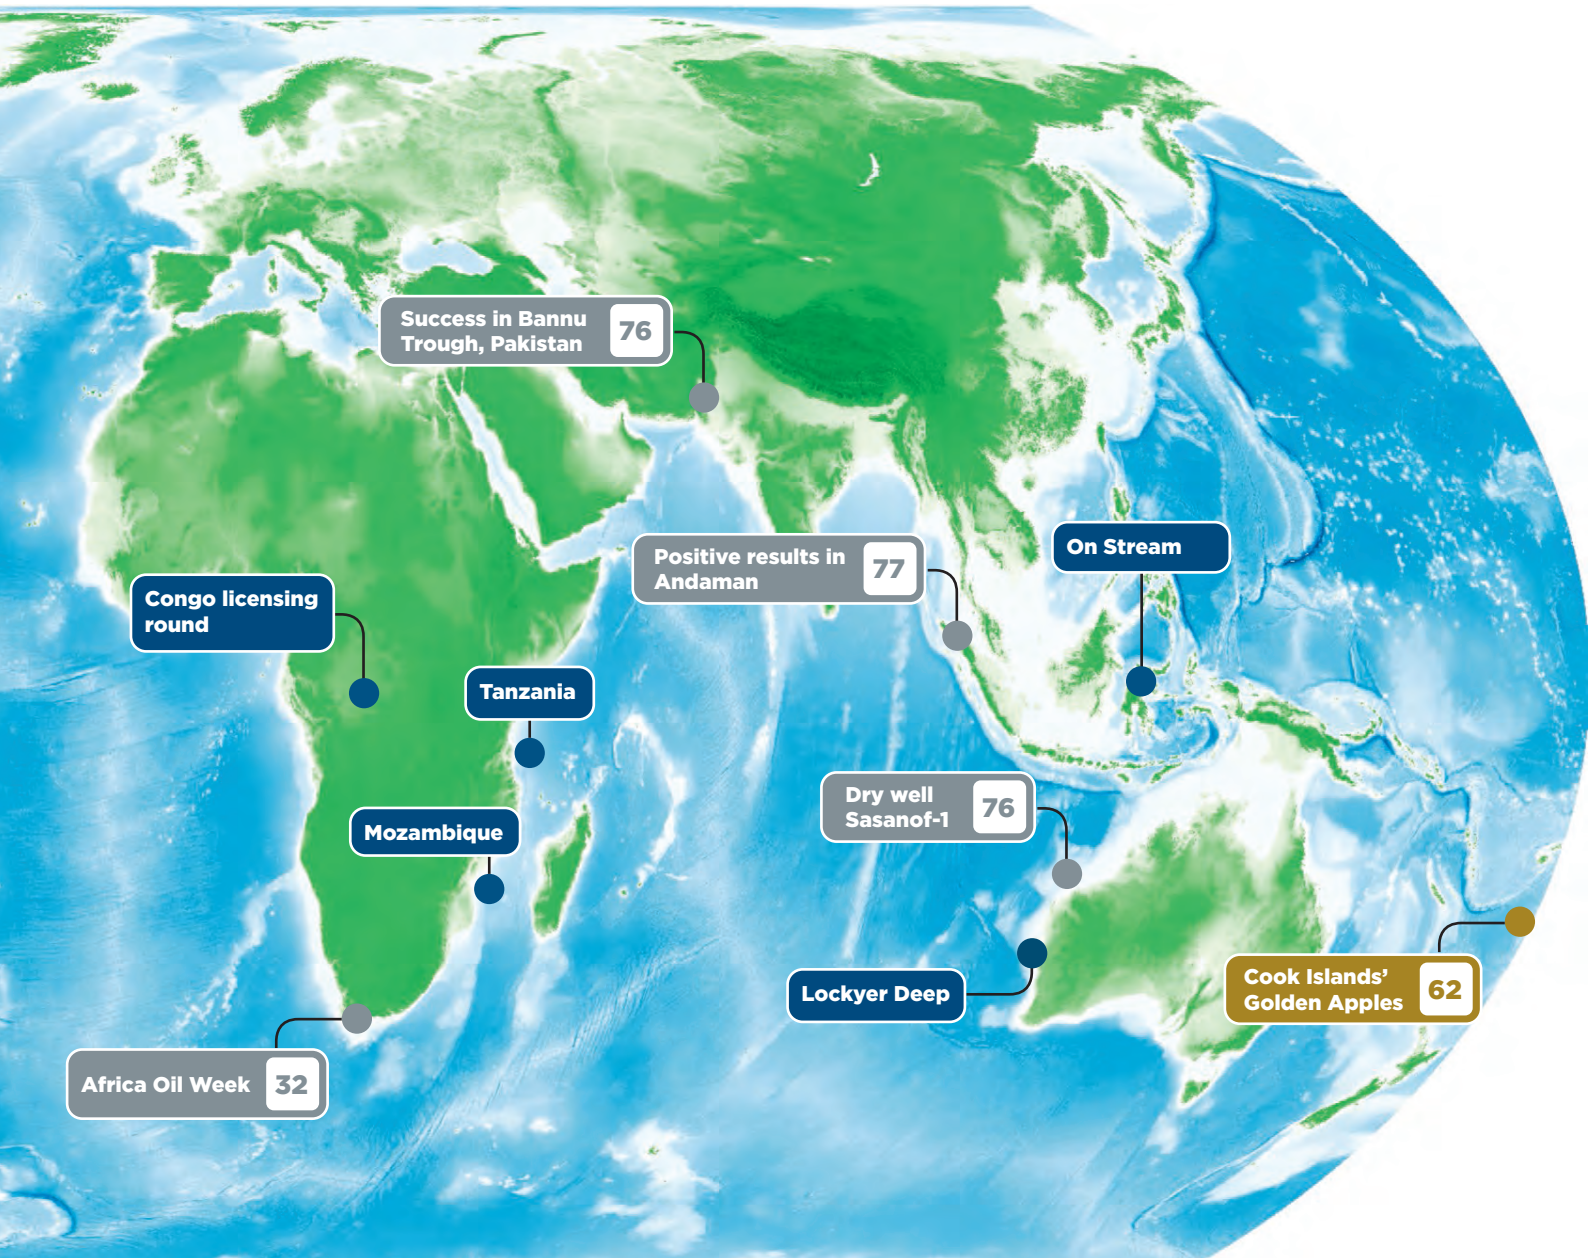 Success in Bannu
Trough, Pakistan
76
Positive results in
Andaman
77
On Stream
Congo licensing
round
Tanzania
Mozambique
Dry well
Sasanof-1
76
Lockyer Deep
Cook Islands’
Golden Apples
62
Africa Oil Week
32